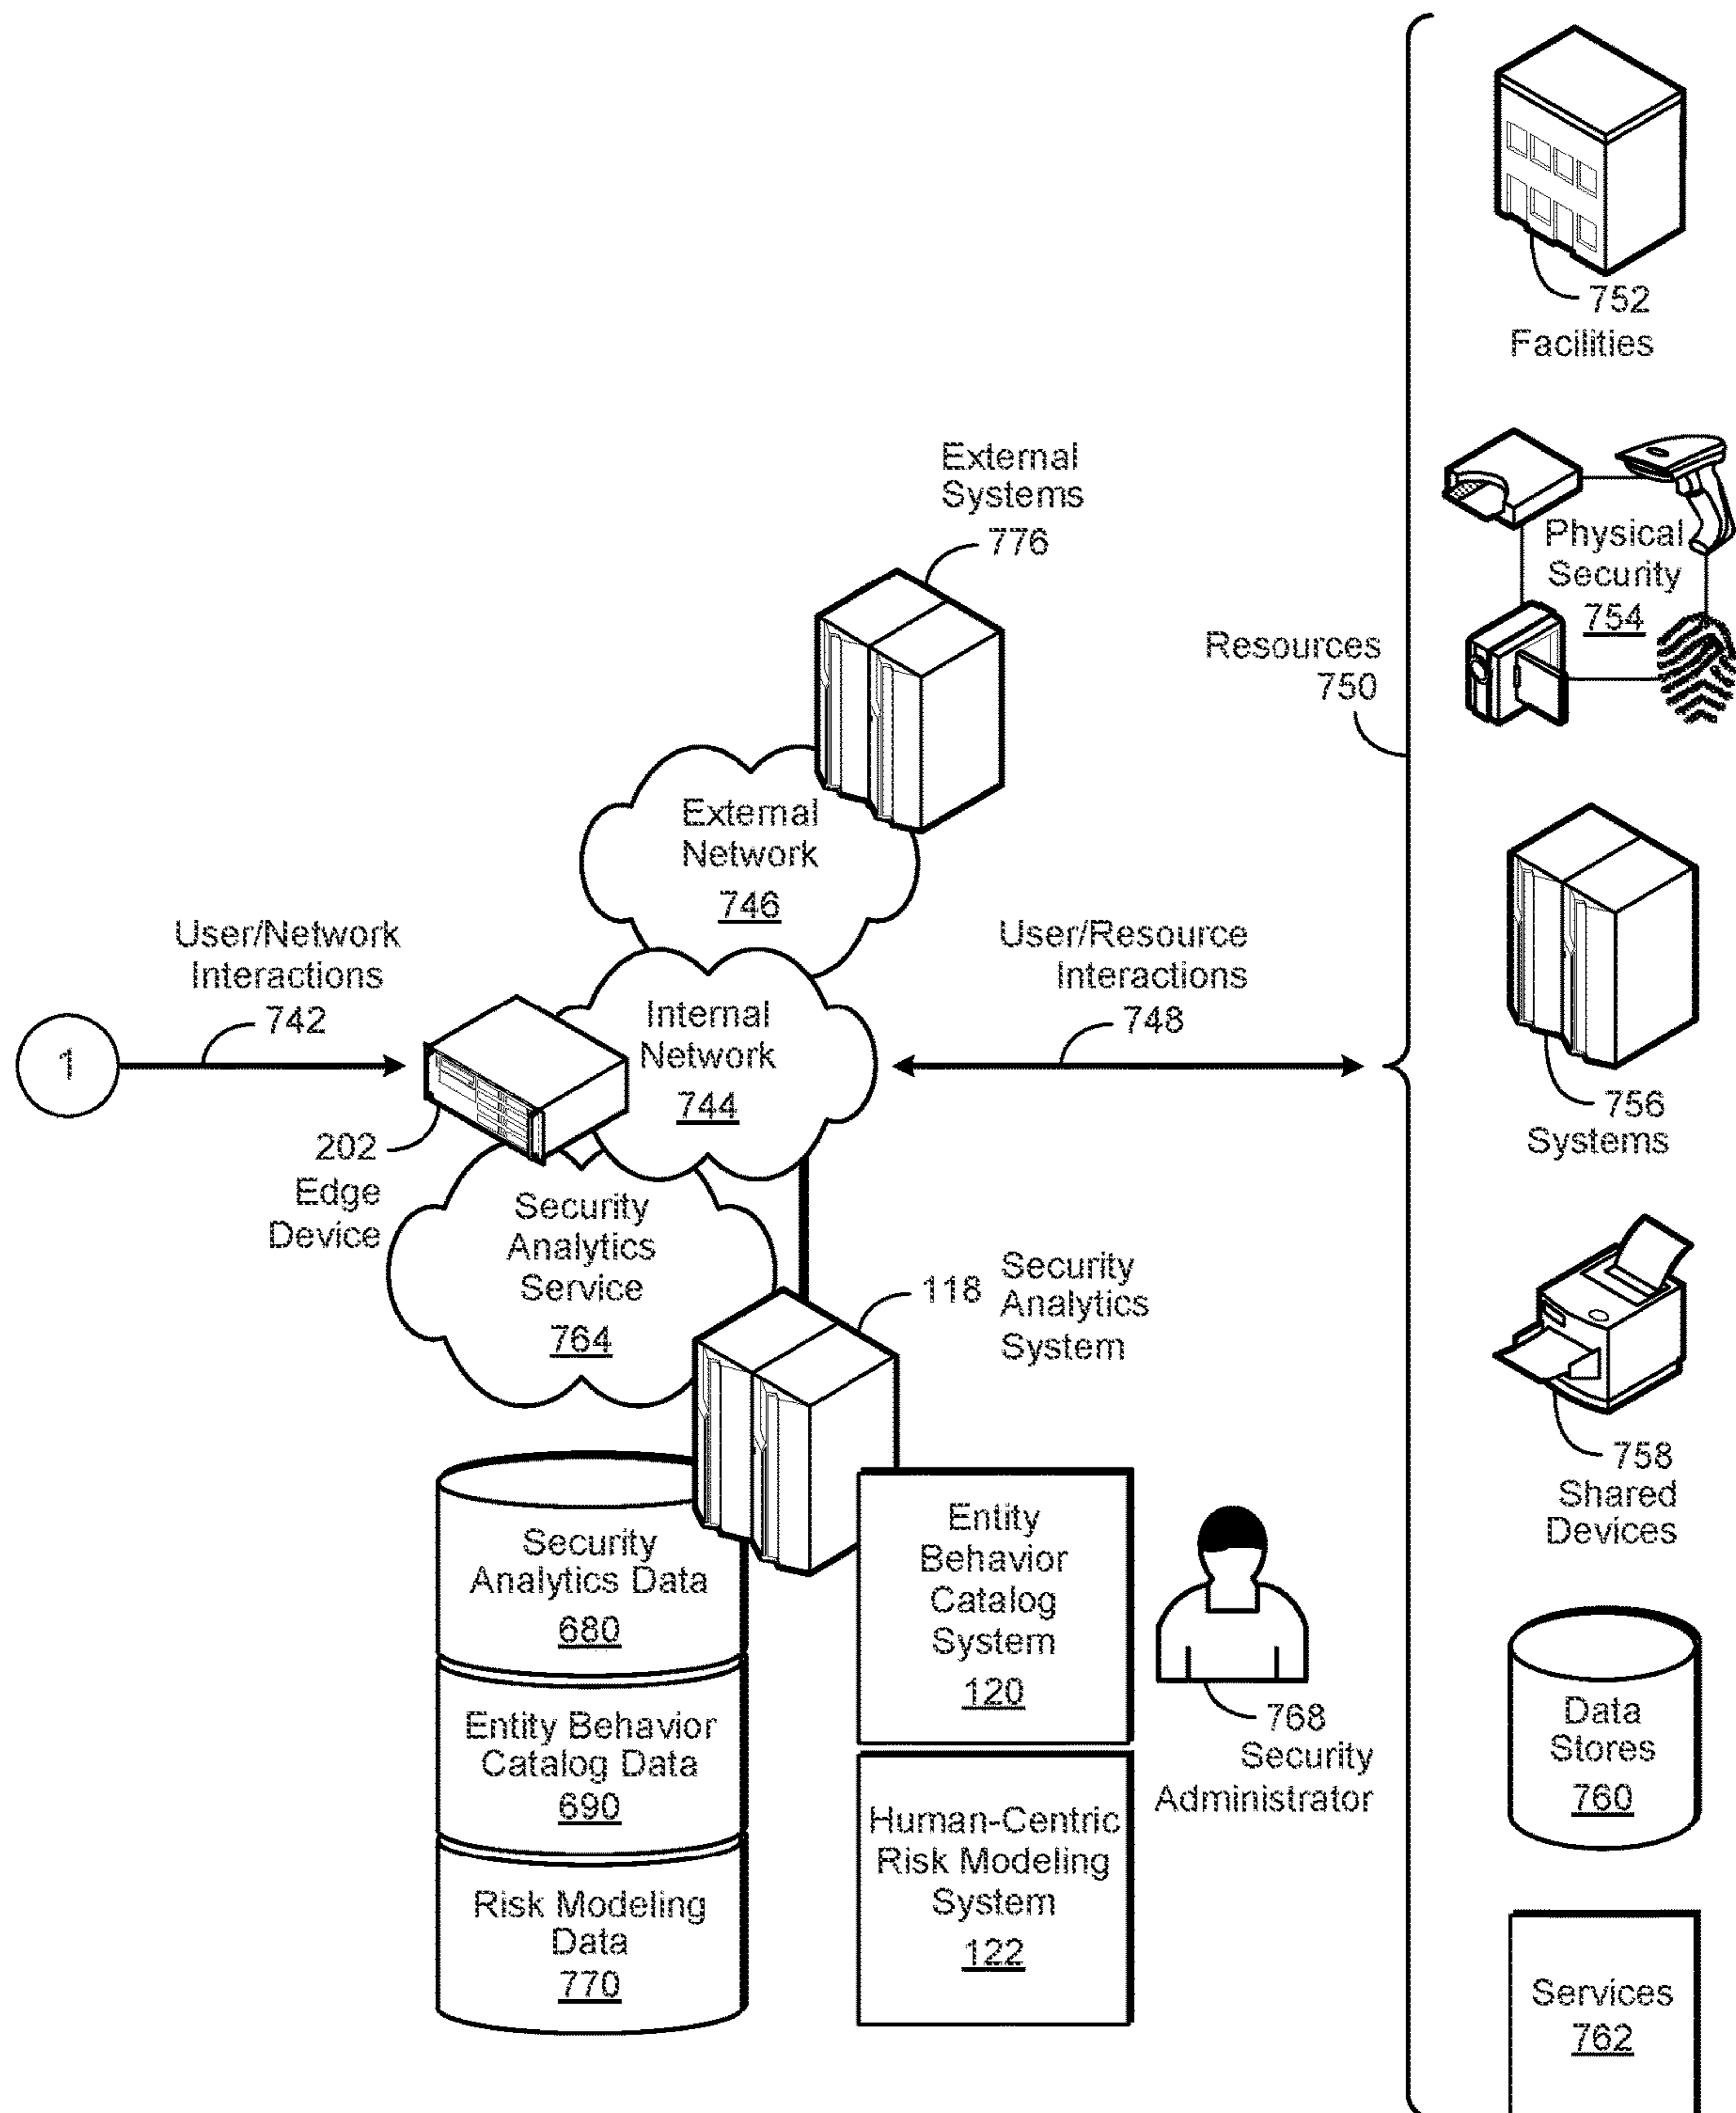 752
Facilities
External
Systems
776
Physical
Security
754
Resources
750
External
Network
746
User/Network
Interactions
742
User/Resource
Interactions
748
Internal
Network
744
1
756
Systems
202
Edge
Device
Security
Analytics
Service
764
118
Security
Analytics
System
758
Shared
Devices
Security
Analytics Data
680
Entity
Behavior
Catalog
System
120
768
Security
Administrator
Data
Stores
760
Entity Behavior
Catalog Data
690
Human-Centric
Risk Modeling
System
122
Risk Modeling
Data
770
Services
762